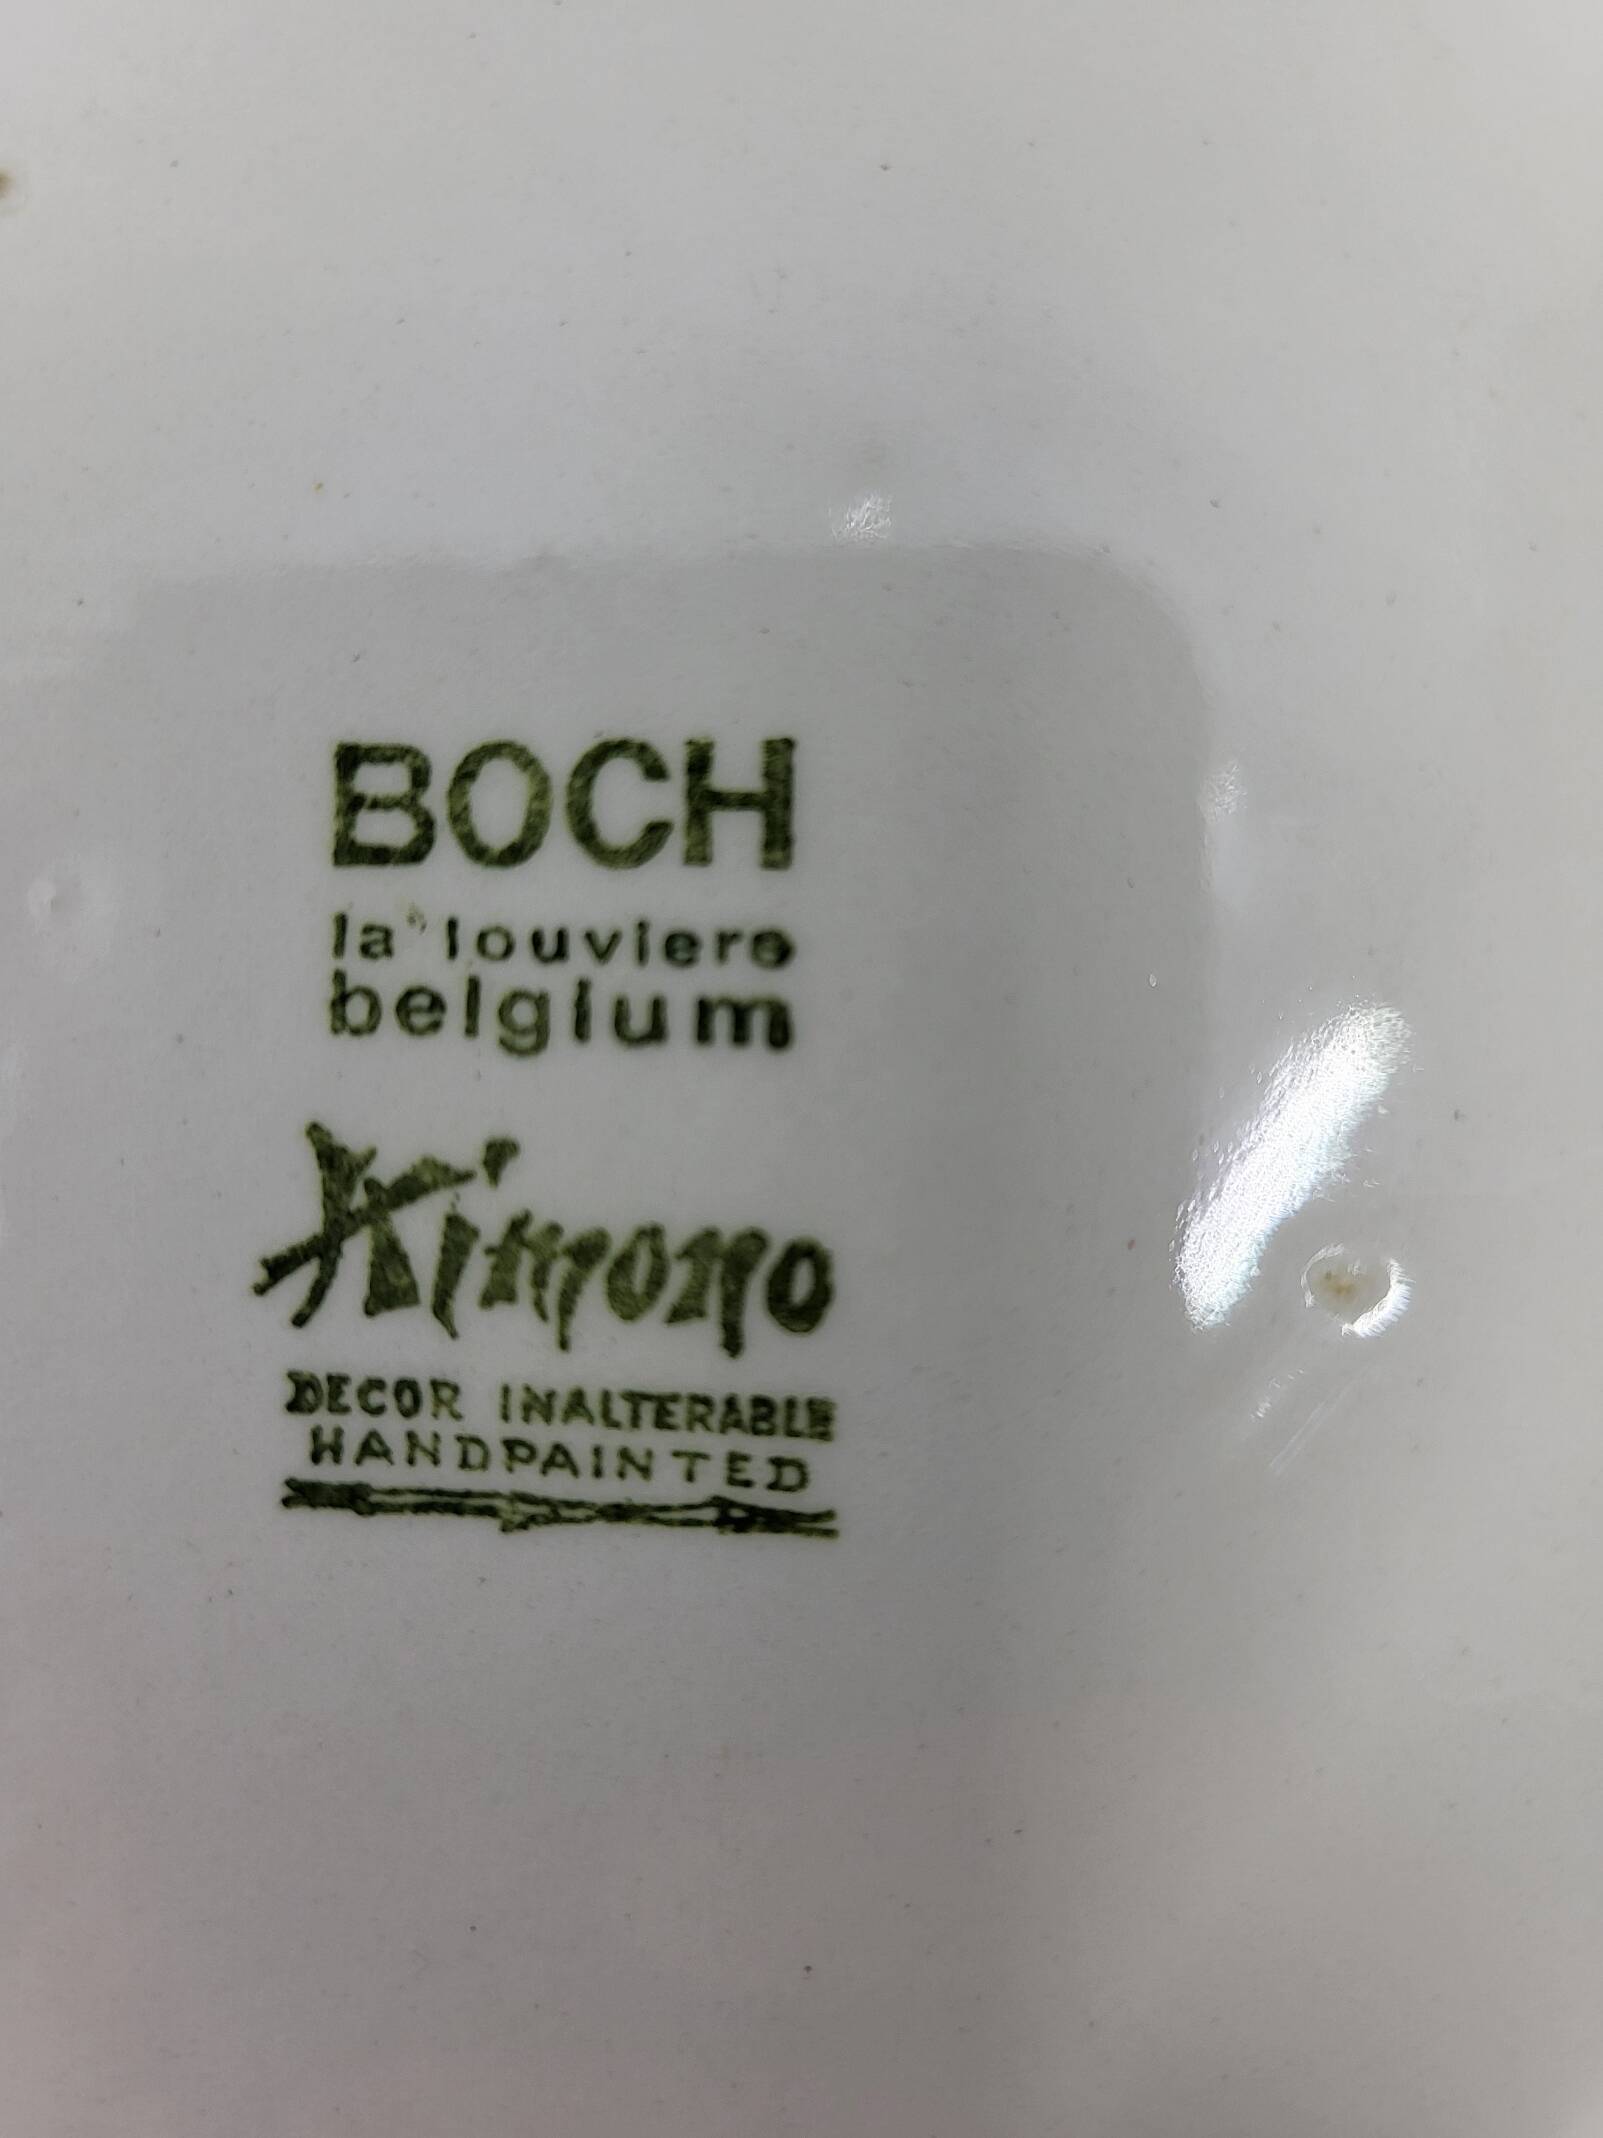 BOCH
la louviere
belgium
Kimono
DECOR INALTERABLE
HANDPAINTED